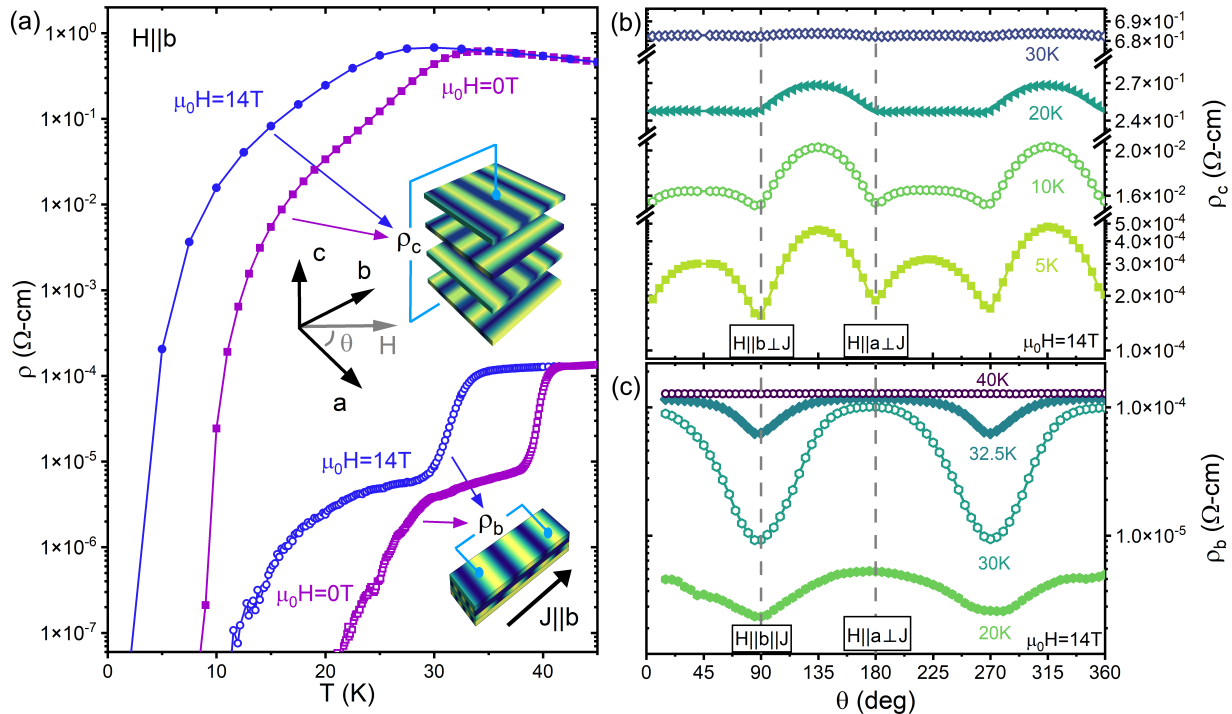 (a)
H||b
μ₀H=14T
μ₀H=0T
ρc
c
b
H
θ
a
μ₀H=14T
ρb
μ₀H=0T
J||b
1×10⁰
1×10⁻¹
1×10⁻²
1×10⁻³
1×10⁻⁴
1×10⁻⁵
1×10⁻⁶
1×10⁻⁷
ρ (Ω-cm)
0 10 20 30 40
T (K)
(b)
30K
20K
10K
5K
H||b⊥J
H||a⊥J
μ₀H=14T
6.9×10⁻¹
6.8×10⁻¹
2.7×10⁻¹
2.4×10⁻¹
2.0×10⁻²
1.6×10⁻²
5.0×10⁻⁴
4.0×10⁻⁴
3.0×10⁻⁴
2.0×10⁻⁴
1.0×10⁻⁴
ρc (Ω-cm)
(c)
40K
32.5K
30K
20K
H||b||J
H||a⊥J
μ₀H=14T
1.0×10⁻⁴
1.0×10⁻⁵
ρb (Ω-cm)
0 45 90 135 180 225 270 315 360
θ (deg)